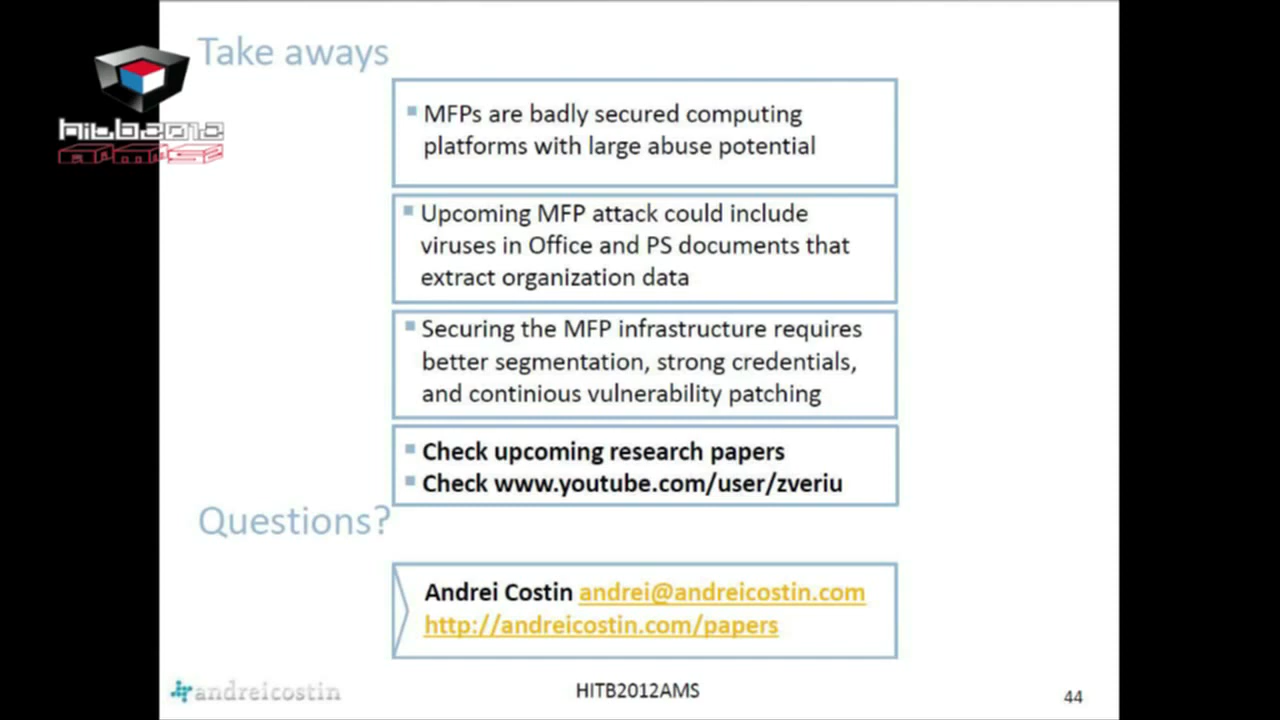 Take aways
HITB2012
AMS
▪ MFPs are badly secured computing
platforms with large abuse potential
▪ Upcoming MFP attack could include
viruses in Office and PS documents that
extract organization data
▪ Securing the MFP infrastructure requires
better segmentation, strong credentials,
and continious vulnerability patching
▪ Check upcoming research papers
▪ Check www.youtube.com/user/zveriu
Questions?
Andrei Costin andrei@andreicostin.com
http://andreicostin.com/papers
andreicostin
HITB2012AMS
44